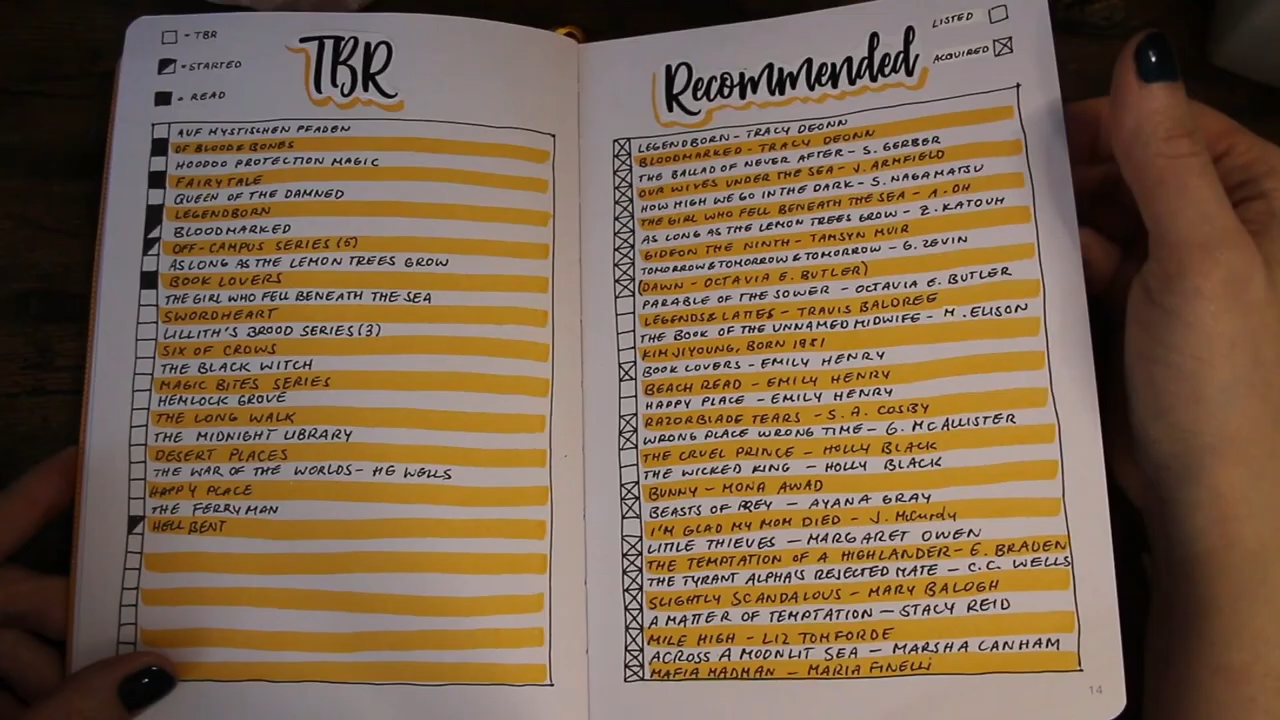 = TBR
= STARTED
= READ
TBR
AUF MYSTISCHEN PFADEN
OF BLOOD & BONES
HOODOO PROTECTION MAGIC
FAIRYTALE
QUEEN OF THE DAMNED
LEGENDBORN
BLOODMARKED
OFF-CAMPUS SERIES (5)
AS LONG AS THE LEMON TREES GROW
BOOK LOVERS
THE GIRL WHO FELL BENEATH THE SEA
SWORDHEART
LILLITH'S BROOD SERIES (3)
SIX OF CROWS
THE BLACK WITCH
MAGIC BITES SERIES
HEMLOCK GROVE
THE LONG WALK
THE MIDNIGHT LIBRARY
DESERT PLACES
THE WAR OF THE WORLDS - HG WELLS
HAPPY PLACE
THE FERRYMAN
HELL BENT
LISTED
ACQUIRED
Recommended
LEGENDBORN - TRACY DEONN
BLOODMARKED - TRACY DEONN
THE BALLAD OF NEVER AFTER - S. GERBER
OUR WIVES UNDER THE SEA - J. ARMFIELD
HOW HIGH WE GO IN THE DARK - S. NAGAMATSU
THE GIRL WHO FELL BENEATH THE SEA - A. OH
AS LONG AS THE LEMON TREES GROW - Z. KATOUH
GIDEON THE NINTH - TAMSYN MUIR
TOMORROW & TOMORROW & TOMORROW - G. ZEVIN
(DAWN - OCTAVIA E. BUTLER)
PARABLE OF THE SOWER - OCTAVIA E. BUTLER
LEGENDS & LATTES - TRAVIS BALDREE
THE BOOK OF THE UNNAMED MIDWIFE - M. ELISON
KIM JIYOUNG, BORN 1981
BOOK LOVERS - EMILY HENRY
BEACH READ - EMILY HENRY
HAPPY PLACE - EMILY HENRY
RAZORBLADE TEARS - S. A. COSBY
WRONG PLACE WRONG TIME - G. MCALLISTER
THE CRUEL PRINCE - HOLLY BLACK
THE WICKED KING - HOLLY BLACK
BUNNY - MONA AWAD
BEASTS OF PREY - AYANA GRAY
I'M GLAD MY MOM DIED - J. McCurdy
LITTLE THIEVES - MARGARET OWEN
THE TEMPTATION OF A HIGHLANDER - E. BRADEN
THE TYRANT ALPHA'S REJECTED MATE - C.C. WELLS
SLIGHTLY SCANDALOUS - MARY BALOGH
A MATTER OF TEMPTATION - STACY REID
MILE HIGH - LIZ TOMFORDE
ACROSS A MOONLIT SEA - MARSHA CANHAM
MAFIA MADMAN - MARIA FINELLI
14